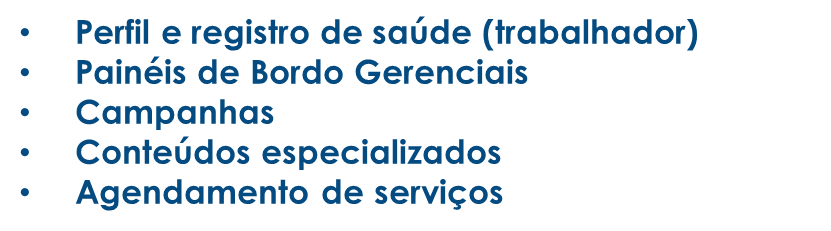 • Perfil e registro de saúde (trabalhador)
• Painéis de Bordo Gerenciais
• Campanhas
• Conteúdos especializados
• Agendamento de serviços